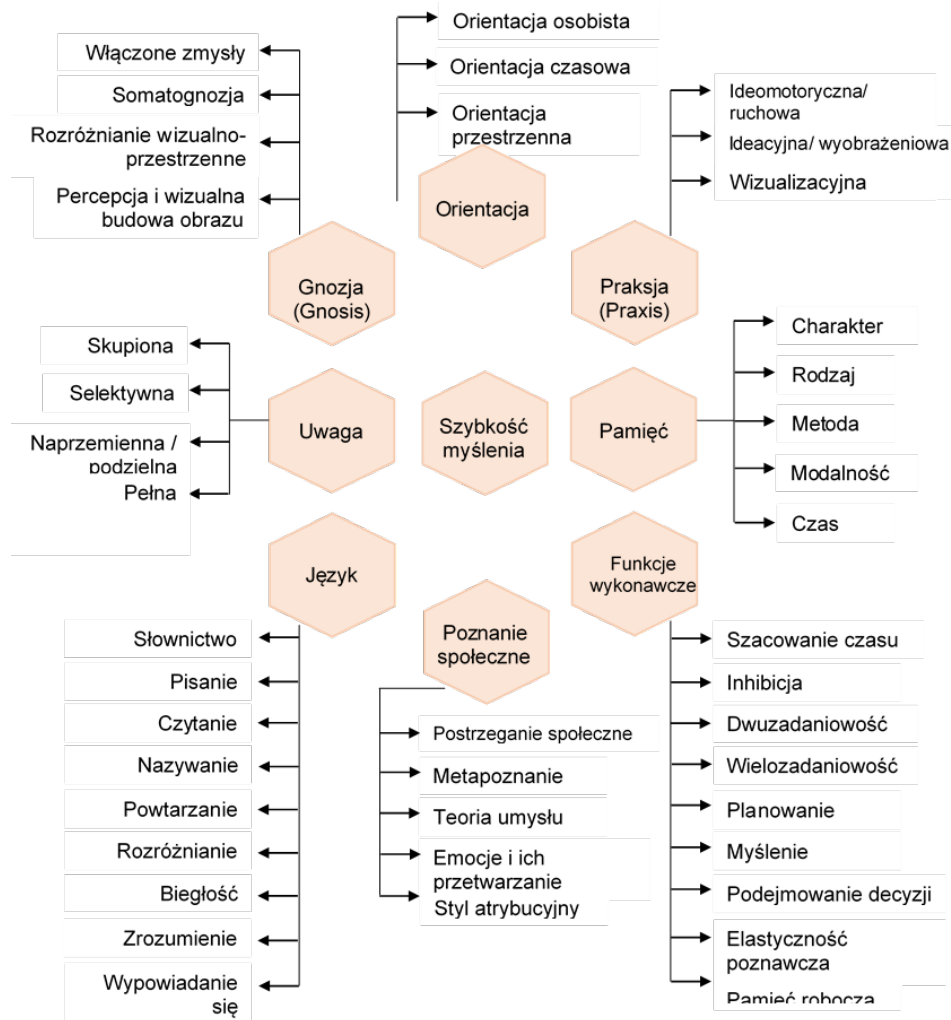 Orientacja osobista
Orientacja czasowa
Orientacja
przestrzenna
Orientacja
Włączone zmysły
Somatognozja
Rozróżnianie wizualno-
przestrzenne
Percepcja i wizualna
budowa obrazu
Gnozja
(Gnosis)
Ideomotoryczna/
ruchowa
Ideacyjna/ wyobrażeniowa
Wizualizacyjna
Praksja
(Praxis)
Skupiona
Selektywna
Naprzemienna /
podzielna
Pełna
Uwaga
Szybkość
myślenia
Pamięć
Charakter
Rodzaj
Metoda
Modalność
Czas
Język
Słownictwo
Pisanie
Czytanie
Nazywanie
Powtarzanie
Rozróżnianie
Biegłość
Zrozumienie
Wypowiadanie
się
Poznanie
społeczne
Postrzeganie społeczne
Metapoznanie
Teoria umysłu
Emocje i ich
przetwarzanie
Styl atrybucyjny
Funkcje
wykonawcze
Szacowanie czasu
Inhibicja
Dwuzadaniowość
Wielozadaniowość
Planowanie
Myślenie
Podejmowanie decyzji
Elastyczność
poznawcza
Pamięć robocza